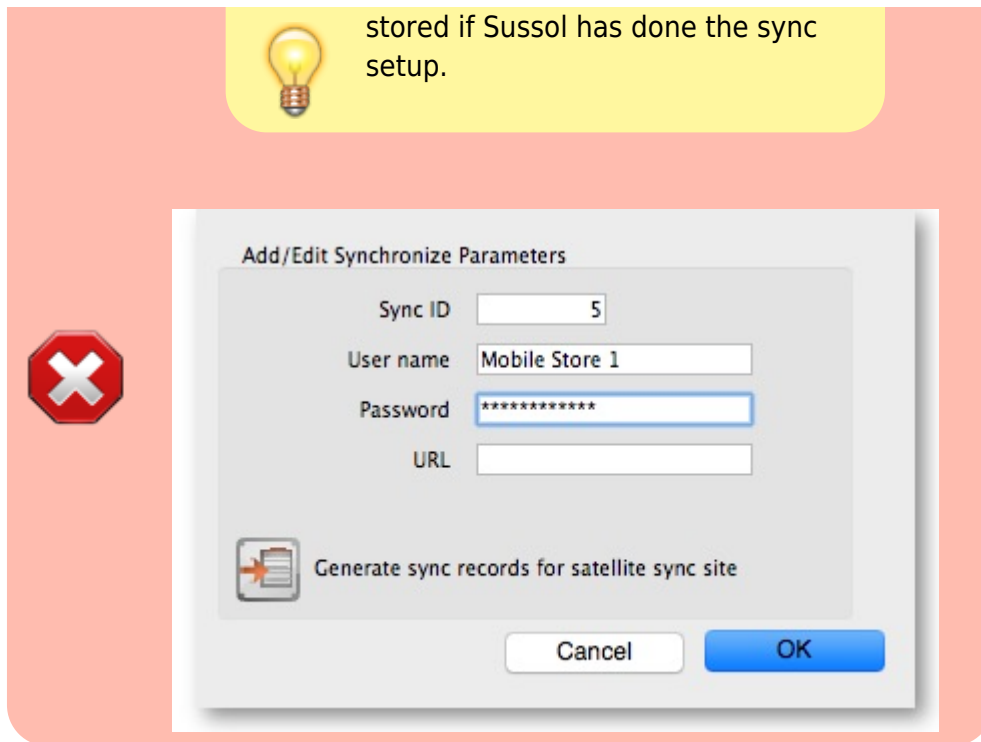 stored if Sussol has done the sync
setup.
Add/Edit Synchronize Parameters
Sync ID 5
User name Mobile Store 1
Password ************
URL
Generate sync records for satellite sync site
Cancel OK